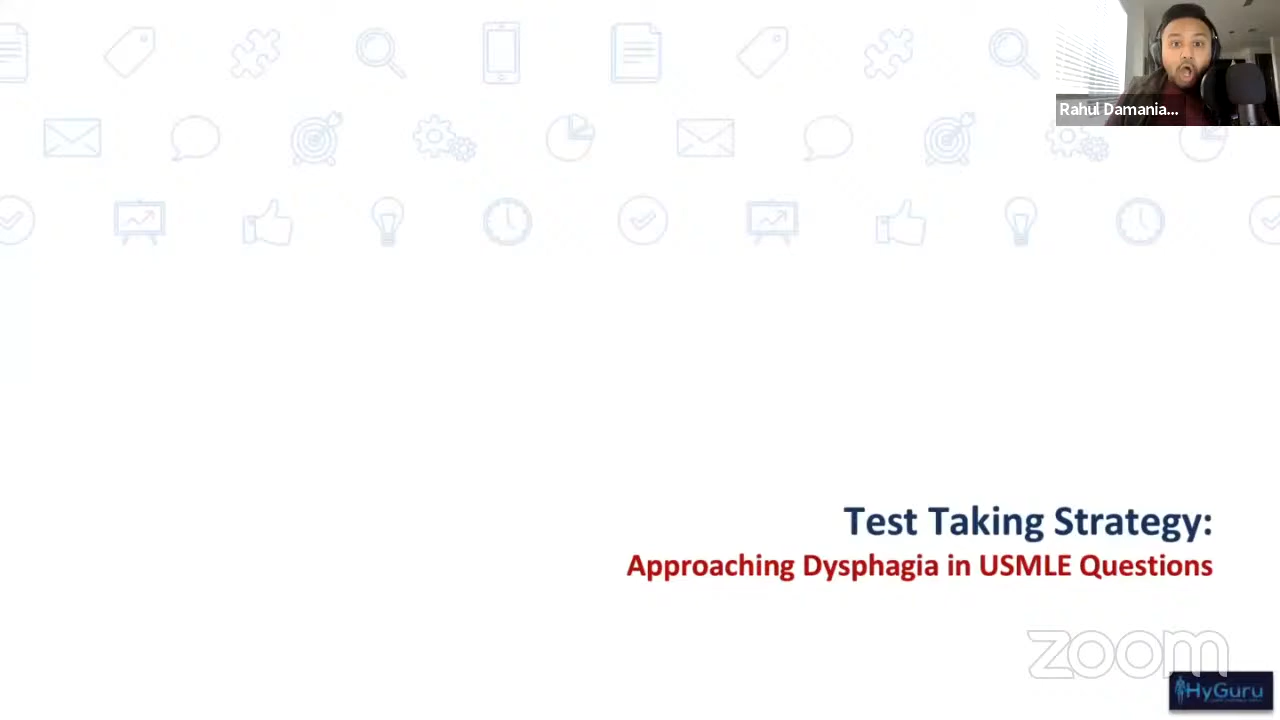 Rahul Damania...
Test Taking Strategy:
Approaching Dysphagia in USMLE Questions
zoom
HyGuru